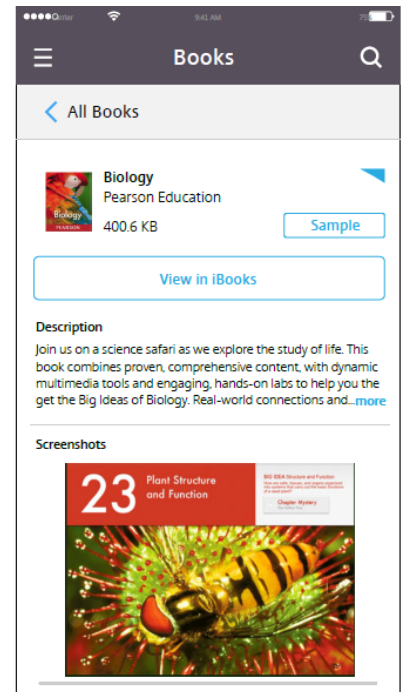 9:41 AM
Books
All Books
Biology
Pearson Education
400.6 KB
Sample
Biology
PEARSON
View in iBooks
Description
Join us on a science safari as we explore the study of life. This
book combines proven, comprehensive content, with dynamic
multimedia tools and engaging, hands-on labs to help you the
get the Big Ideas of Biology. Real-world connections and...more
Screenshots
23
Plant Structure
and Function
BIG IDEA Structure and Function
Chapter Mystery